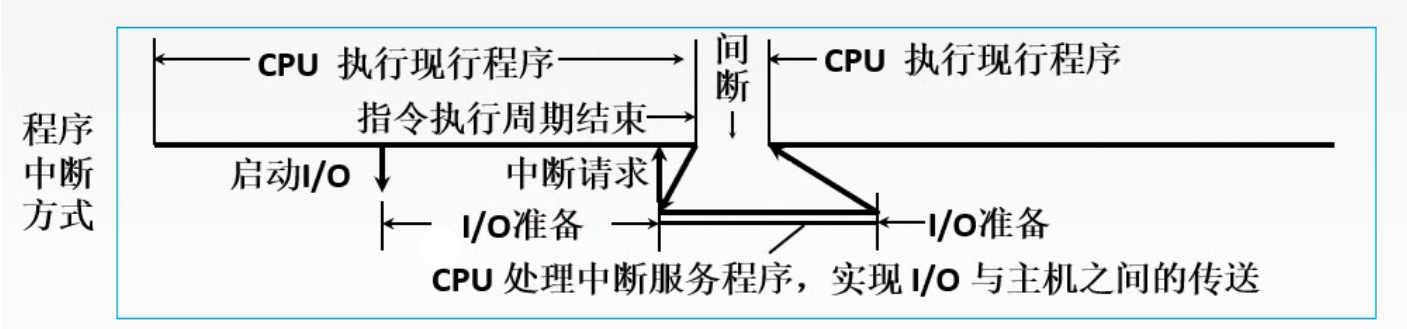 程序
中断
方式
CPU 执行现行程序
间
断
CPU 执行现行程序
指令执行周期结束
启动I/O
中断请求
I/O准备
I/O准备
CPU 处理中断服务程序，实现 I/O 与主机之间的传送